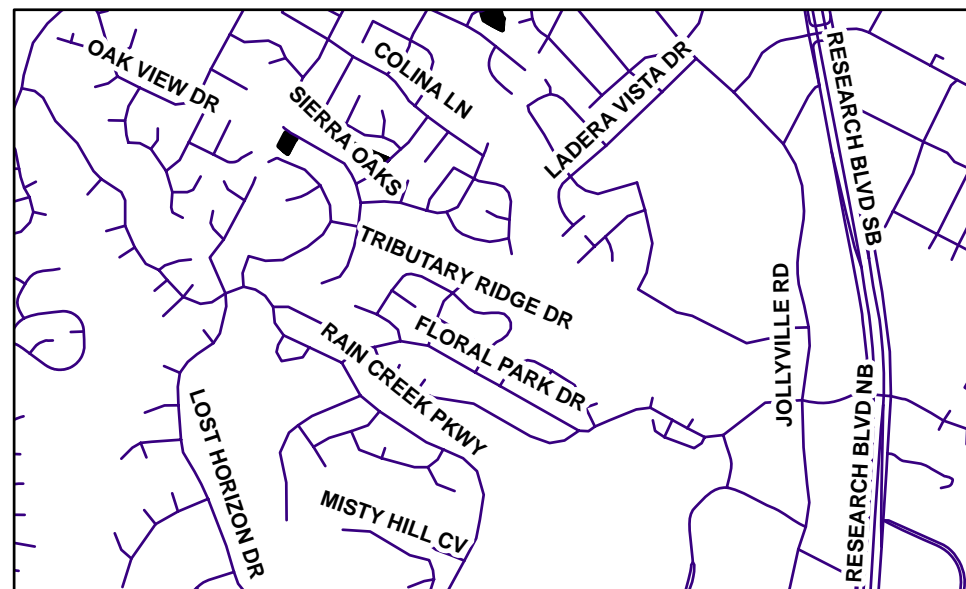 OAK VIEW DR
COLINA LN
SIERRA OAKS
LADERA VISTA DR
RESEARCH BLVD SB
TRIBUTARY RIDGE DR
FLORAL PARK DR
RAIN CREEK PKWY
JOLLYVILLE RD
RESEARCH BLVD NB
LOST HORIZON DR
MISTY HILL CV